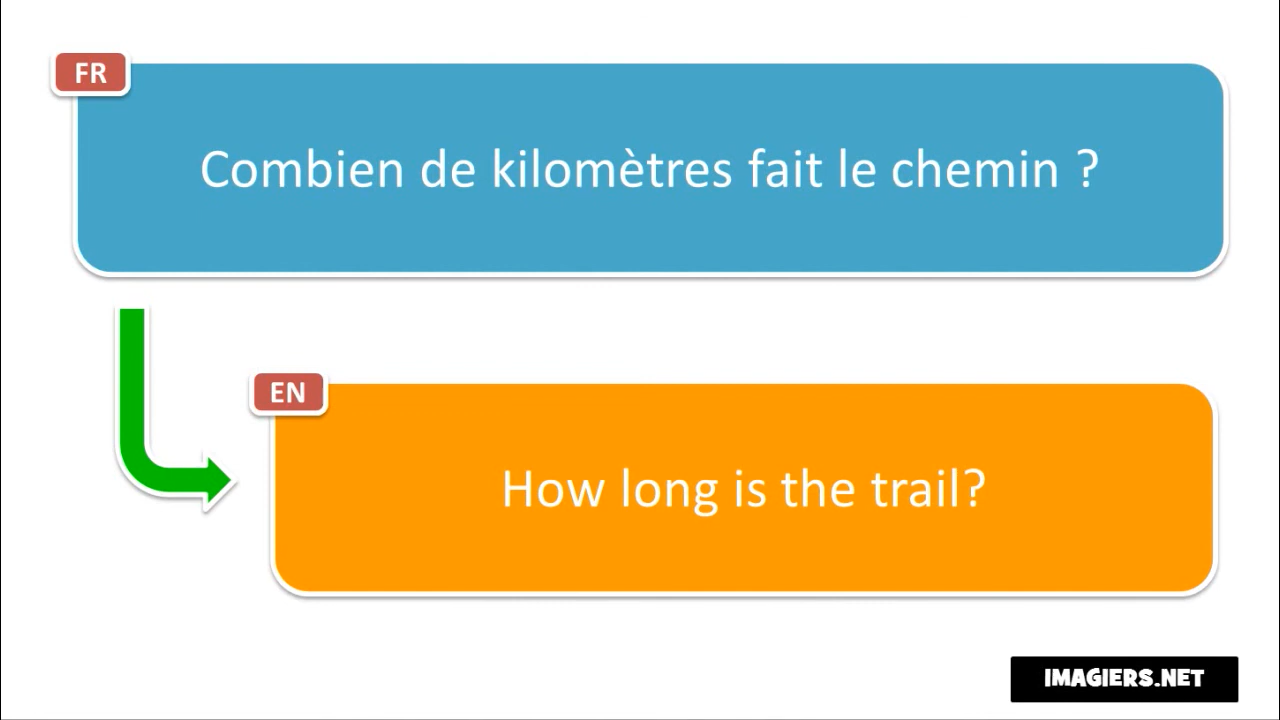 FR
Combien de kilomètres fait le chemin ?
EN
How long is the trail?
IMAGIERS.NET